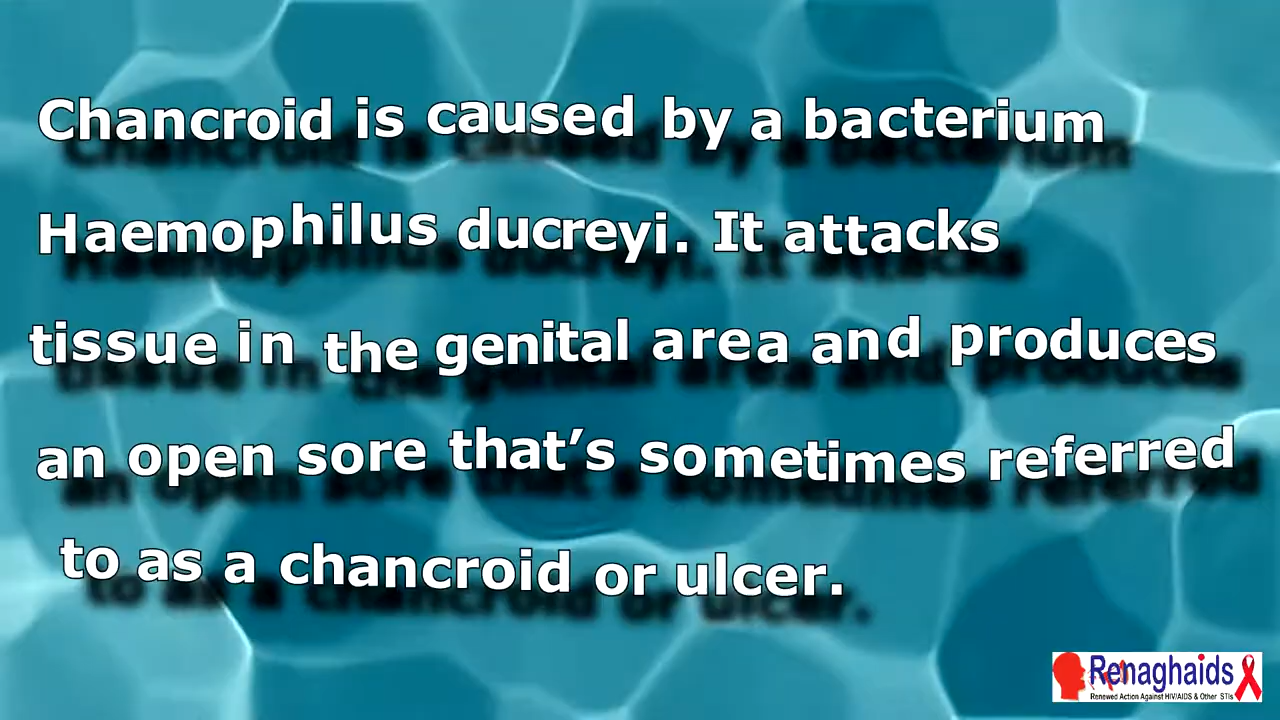 Chancroid is caused by a bacterium
Haemophilus ducreyi. It attacks
tissue in the genital area and produces
an open sore that’s sometimes referred
to as a chancroid or ulcer.
Renaghaids
Renewed Action Against HIV/AIDS & Other STIs